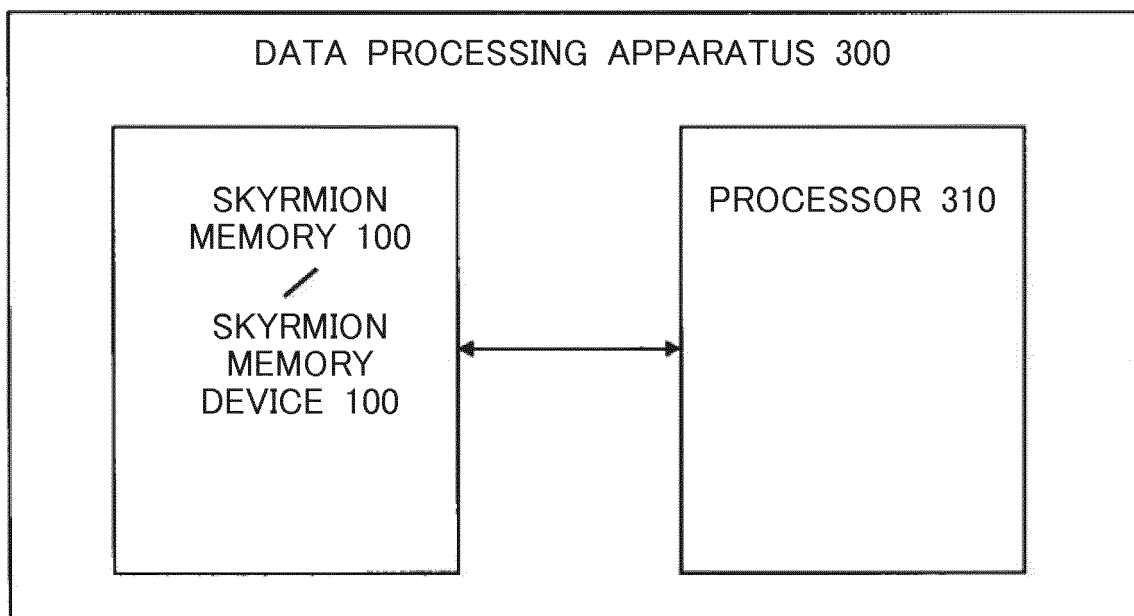 DATA PROCESSING APPARATUS 300
SKYRMION
MEMORY 100
/
SKYRMION
MEMORY
DEVICE 100
PROCESSOR 310